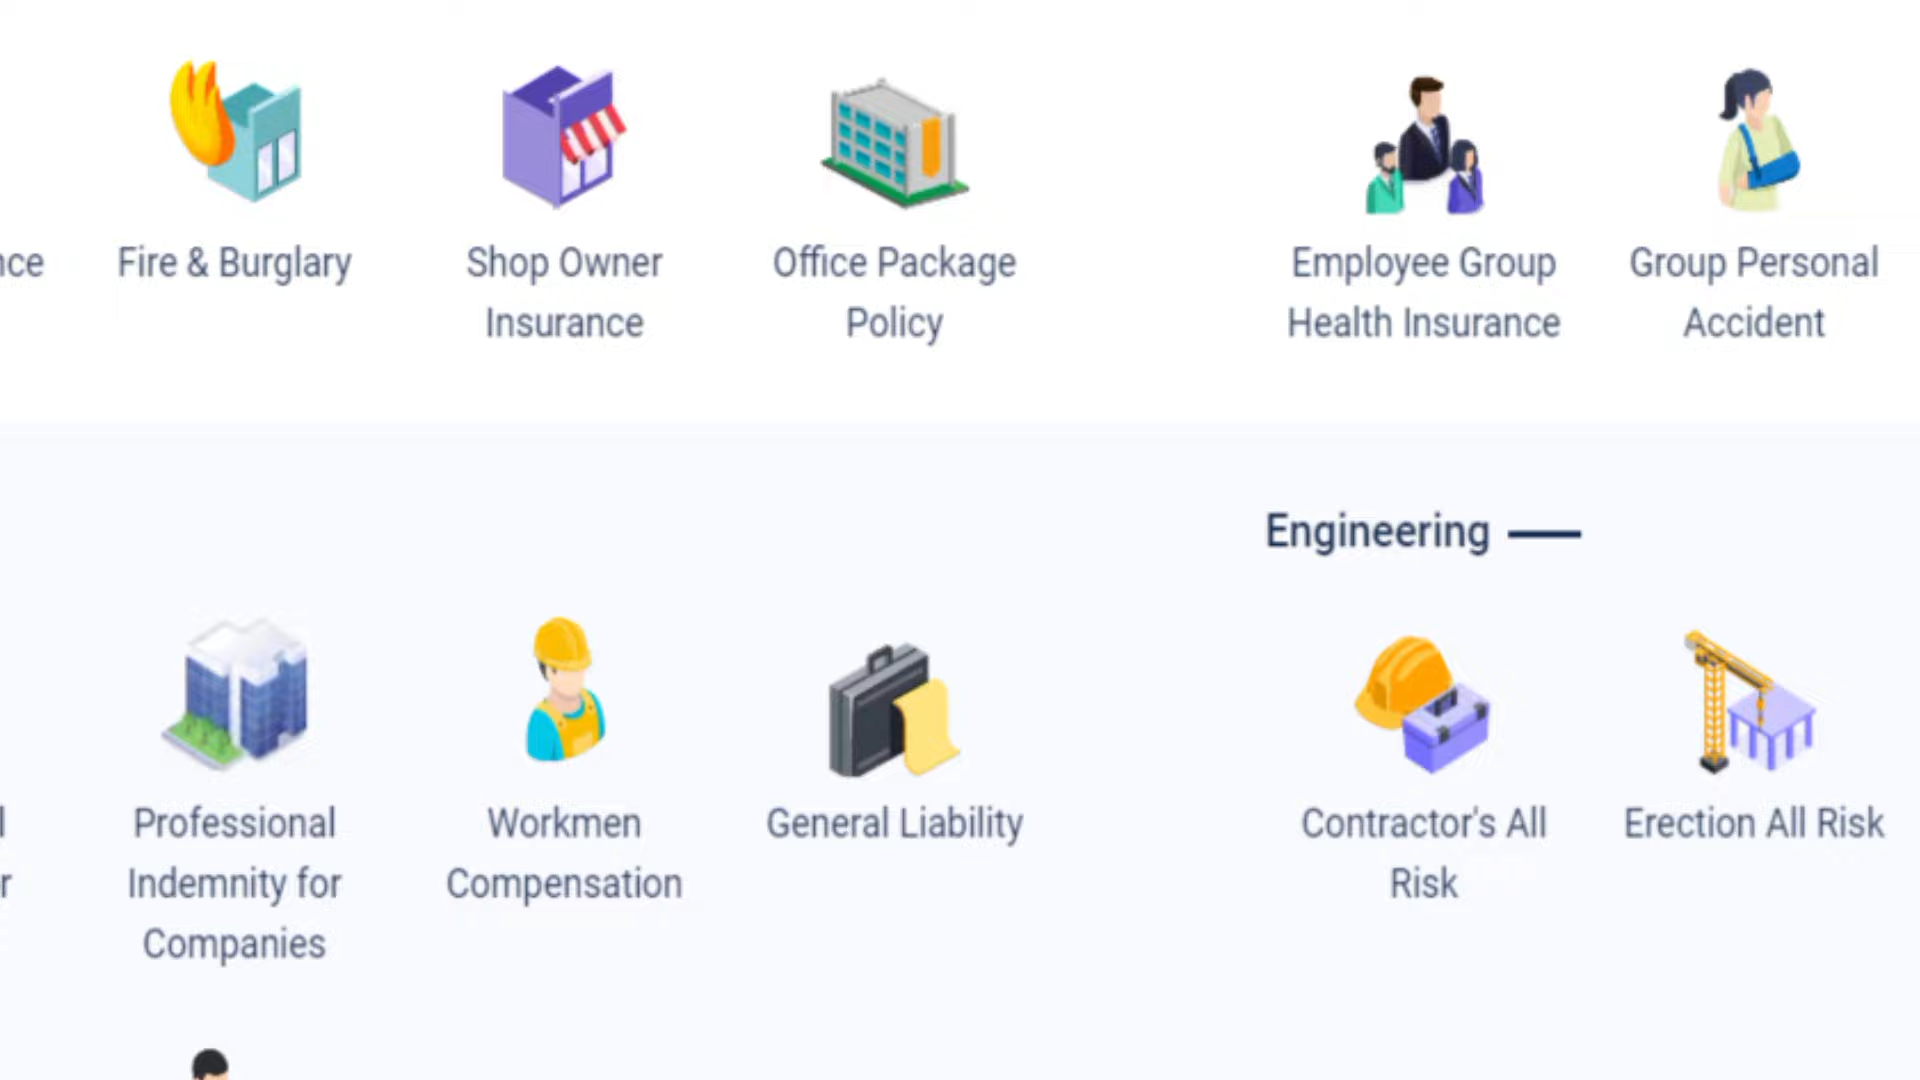 Fire & Burglary
Shop Owner
Insurance
Office Package
Policy
Employee Group
Health Insurance
Group Personal
Accident
Engineering
Professional
Indemnity for
Companies
Workmen
Compensation
General Liability
Contractor's All
Risk
Erection All Risk